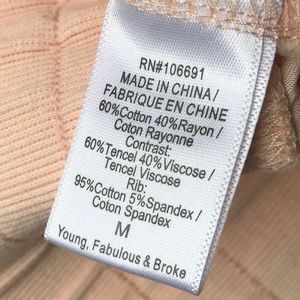 RN#106691
MADE IN CHINA/
FABRIQUE EN CHINE
60%Cotton 40%Rayon/
Coton Rayonne
Contrast:
60%Tencel 40%Viscose/
Tencel Viscose
Rib:
95%Cotton 5%Spandex/
Coton Spandex
M
Young, Fabulous & Broke